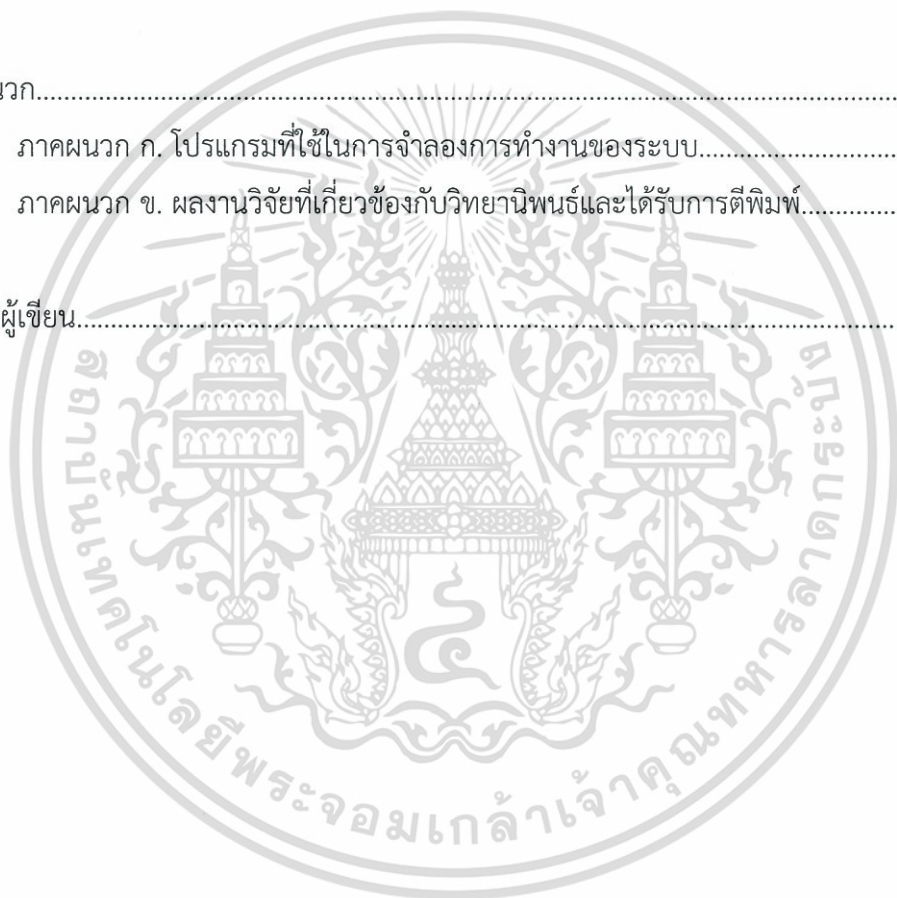 นวก
ภาคผนวก ก. โปรแกรมที่ใช้ในการจำลองการทำงานของระบบ
ภาคผนวก ข. ผลงานวิจัยที่เกี่ยวข้องกับวิทยานิพนธ์และได้รับการตีพิมพ์
ผู้เขียน
สถาบันเทคโนโลยีพระจอมเกล้าเจ้าคุณทหารลาดกระบัง